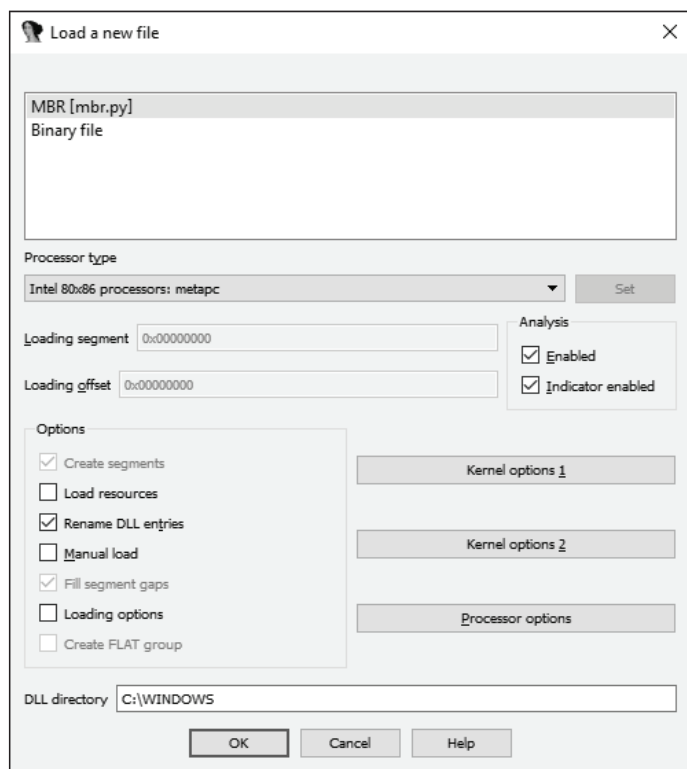 Load a new file
MBR [mbr.py]
Binary file
Processor type
Intel 80x86 processors: metapc
Set
Loading segment 0x00000000
Loading offset 0x00000000
Analysis
Enabled
Indicator enabled
Options
Create segments
Load resources
Rename DLL entries
Manual load
Fill segment gaps
Loading options
Create FLAT group
Kernel options 1
Kernel options 2
Processor options
DLL directory C:\WINDOWS
OK Cancel Help